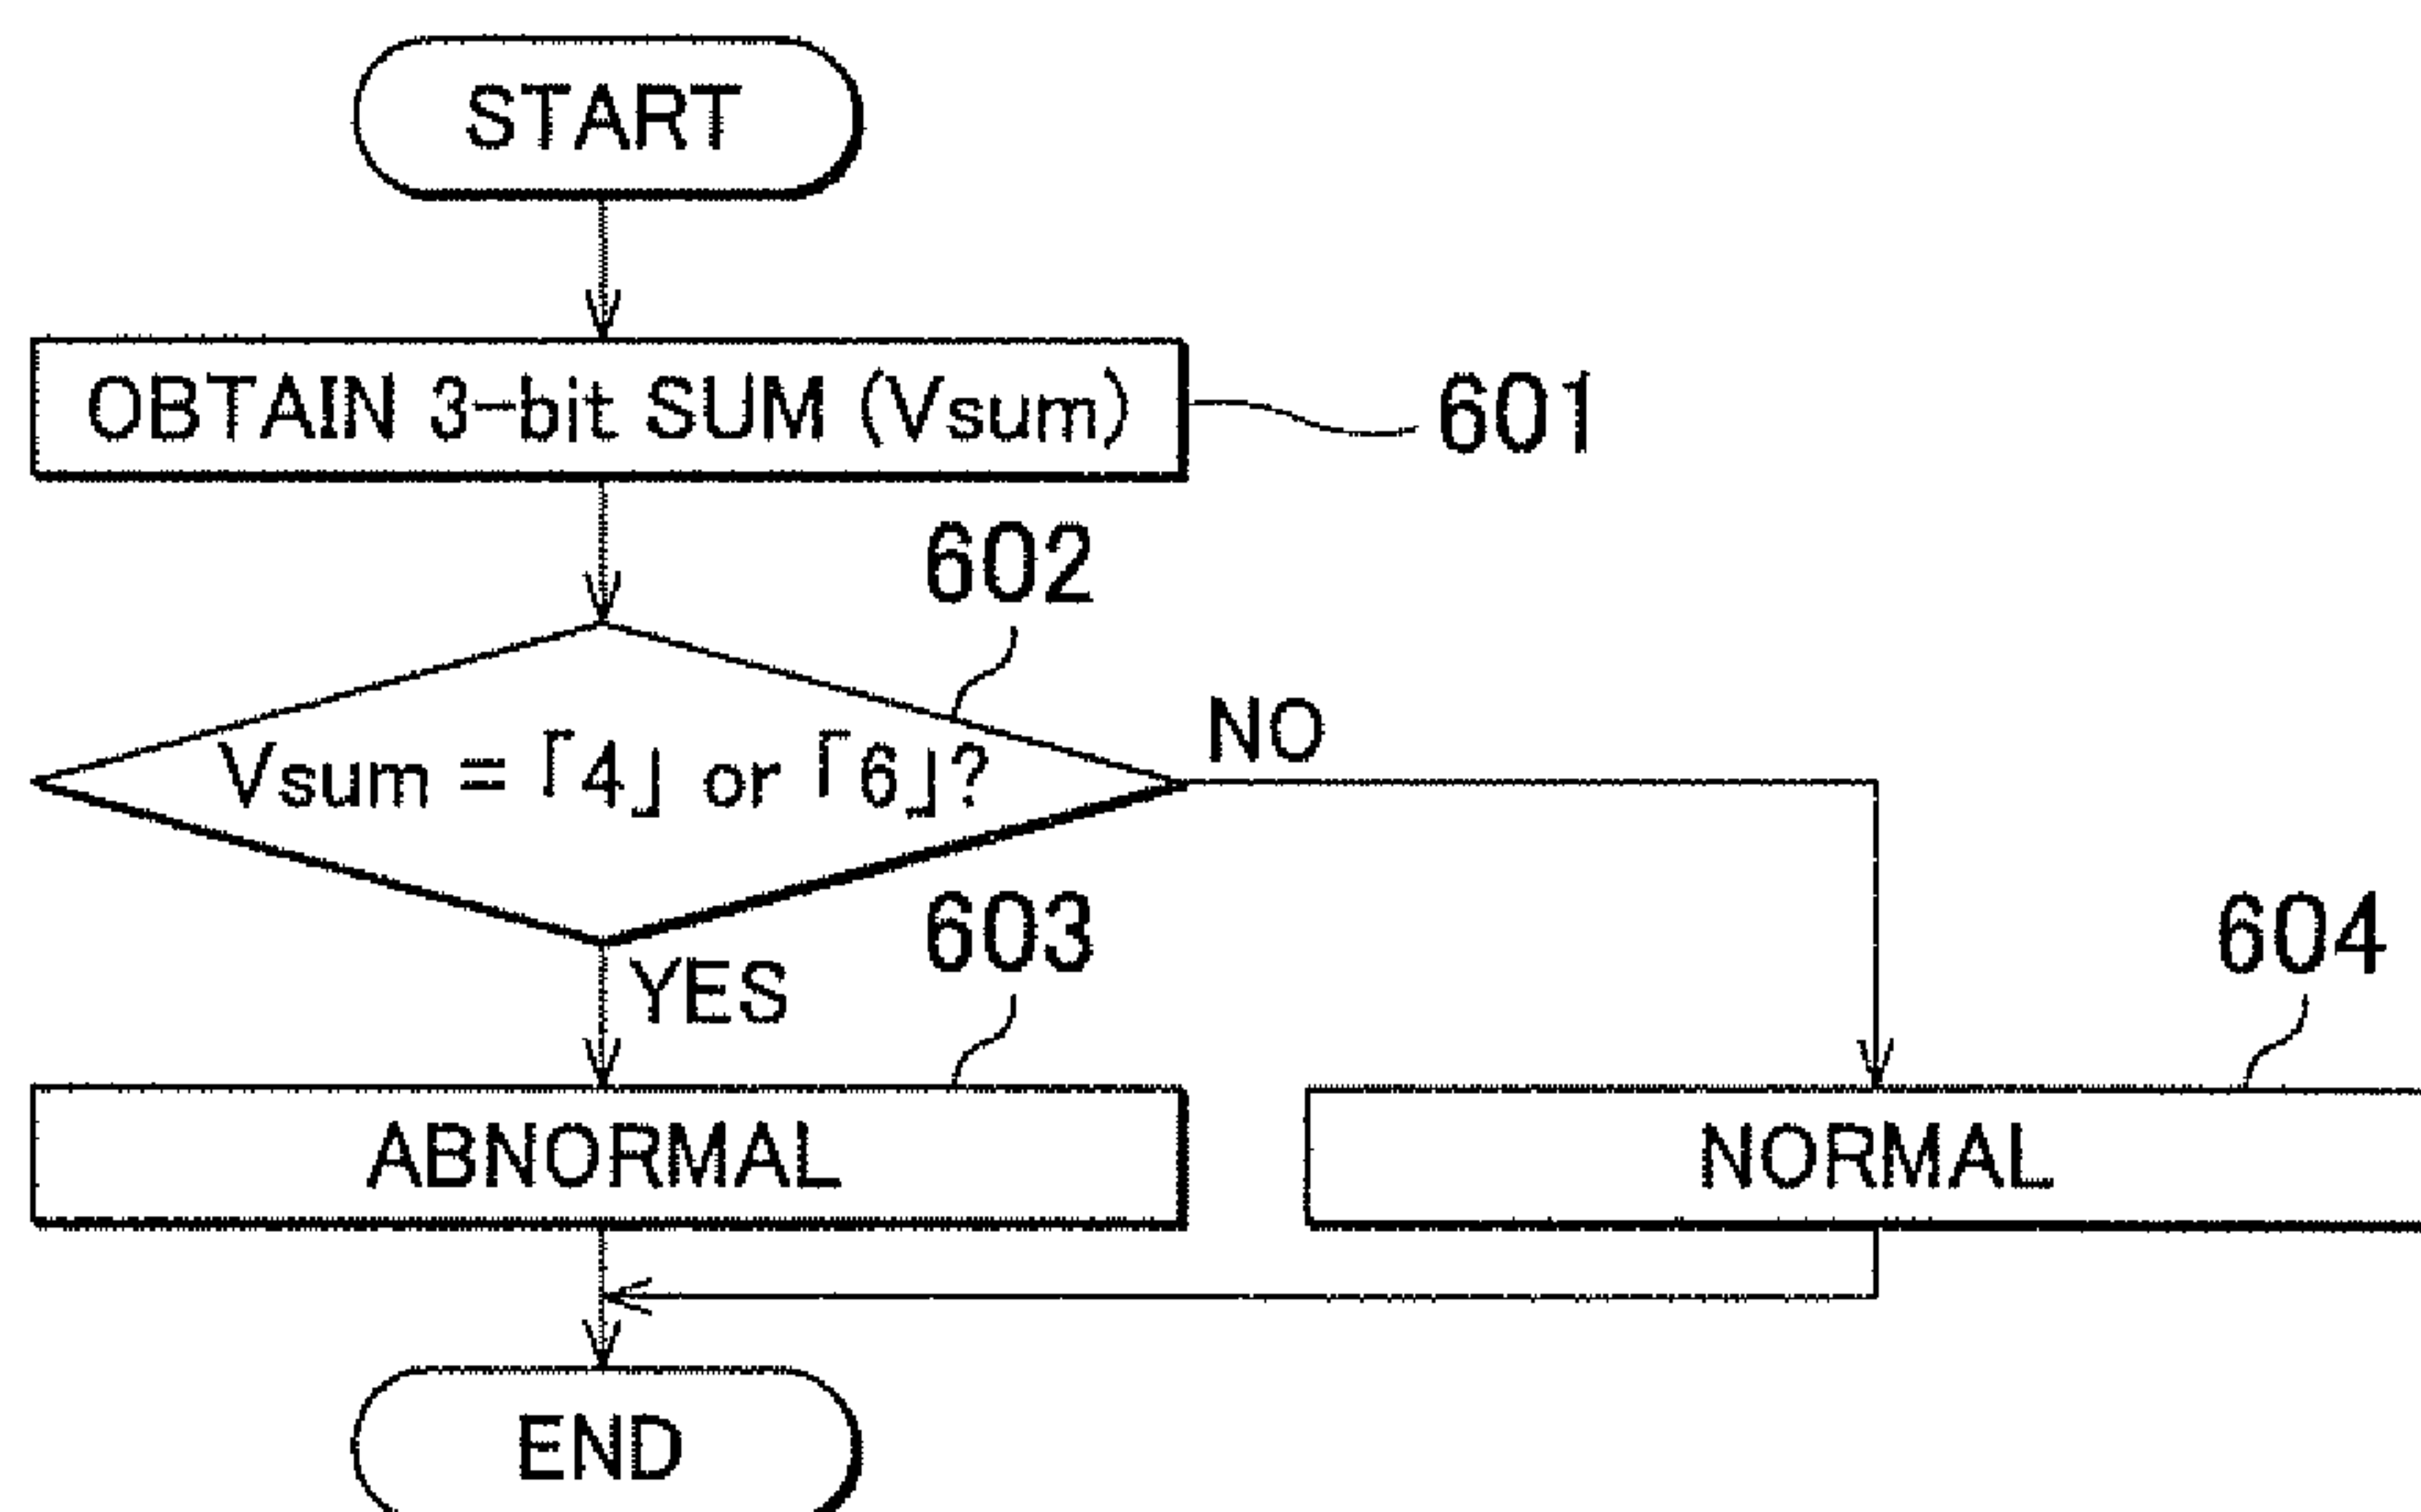 START
OBTAIN 3-bit SUM (Vsum)
601
602
Vsum = 「4」 or 「6」?
NO
YES
603
604
ABNORMAL
NORMAL
END